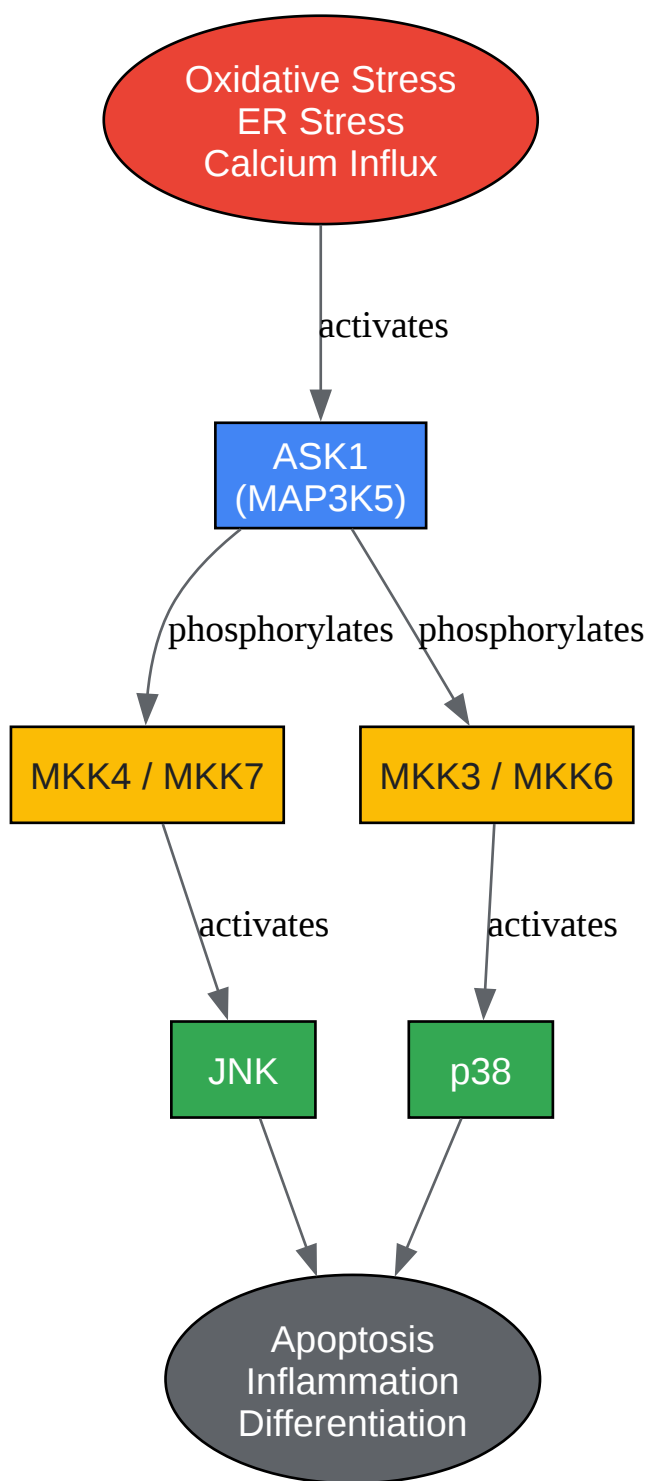 Oxidative Stress
ER Stress
Calcium Influx
activates
ASK1
(MAP3K5)
phosphorylates
phosphorylates
MKK4 / MKK7
MKK3 / MKK6
activates
activates
JNK
p38
Apoptosis
Inflammation
Differentiation